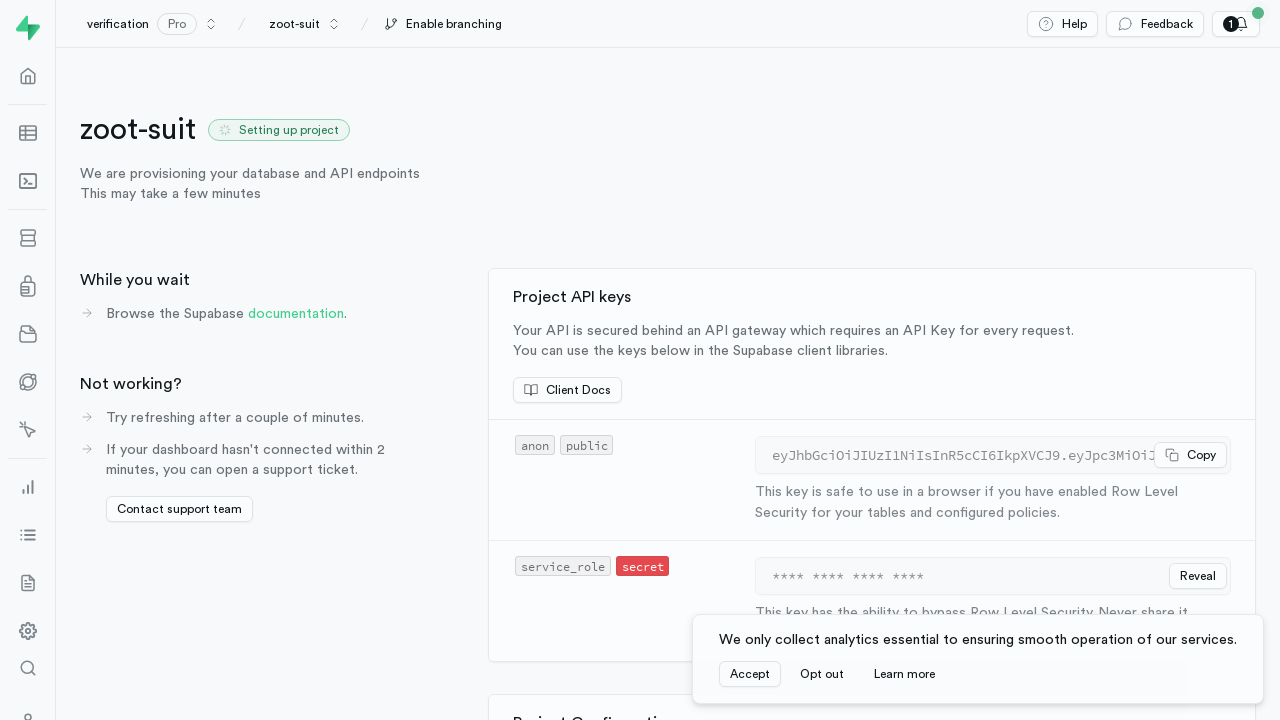 verification Pro / zoot-suit / Enable branching
Help
Feedback
1
zoot-suit
Setting up project
We are provisioning your database and API endpoints
This may take a few minutes
While you wait
Browse the Supabase documentation.
Not working?
Try refreshing after a couple of minutes.
If your dashboard hasn't connected within 2
minutes, you can open a support ticket.
Contact support team
Project API keys
Your API is secured behind an API gateway which requires an API Key for every request.
You can use the keys below in the Supabase client libraries.
Client Docs
anon public
eyJhbGciOiJIUzI1NiIsInR5cCI6IkpXVCJ9.eyJpc3MiOiJ
Copy
This key is safe to use in a browser if you have enabled Row Level
Security for your tables and configured policies.
service_role secret
**** **** **** ****
Reveal
This key has the ability to bypass Row Level Security. Never share it
We only collect analytics essential to ensuring smooth operation of our services.
Accept
Opt out
Learn more